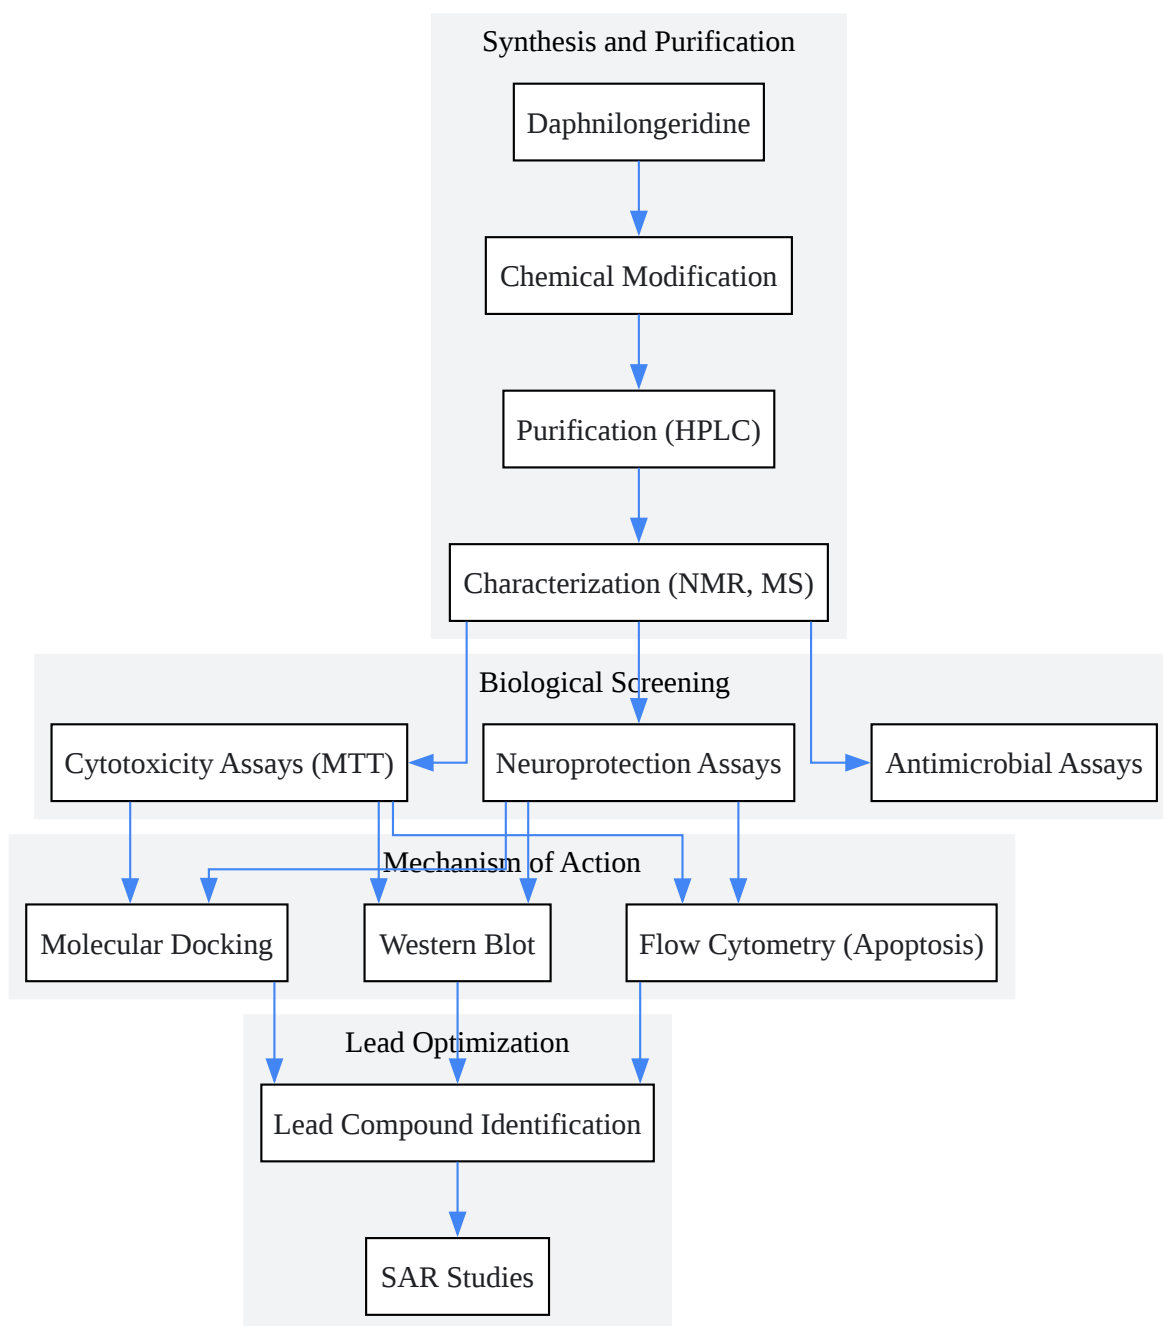 Synthesis and Purification
Daphnilongeridine
Chemical Modification
Purification (HPLC)
Characterization (NMR, MS)
Biological Screening
Cytotoxicity Assays (MTT)
Neuroprotection Assays
Antimicrobial Assays
Mechanism of Action
Molecular Docking
Western Blot
Flow Cytometry (Apoptosis)
Lead Optimization
Lead Compound Identification
SAR Studies